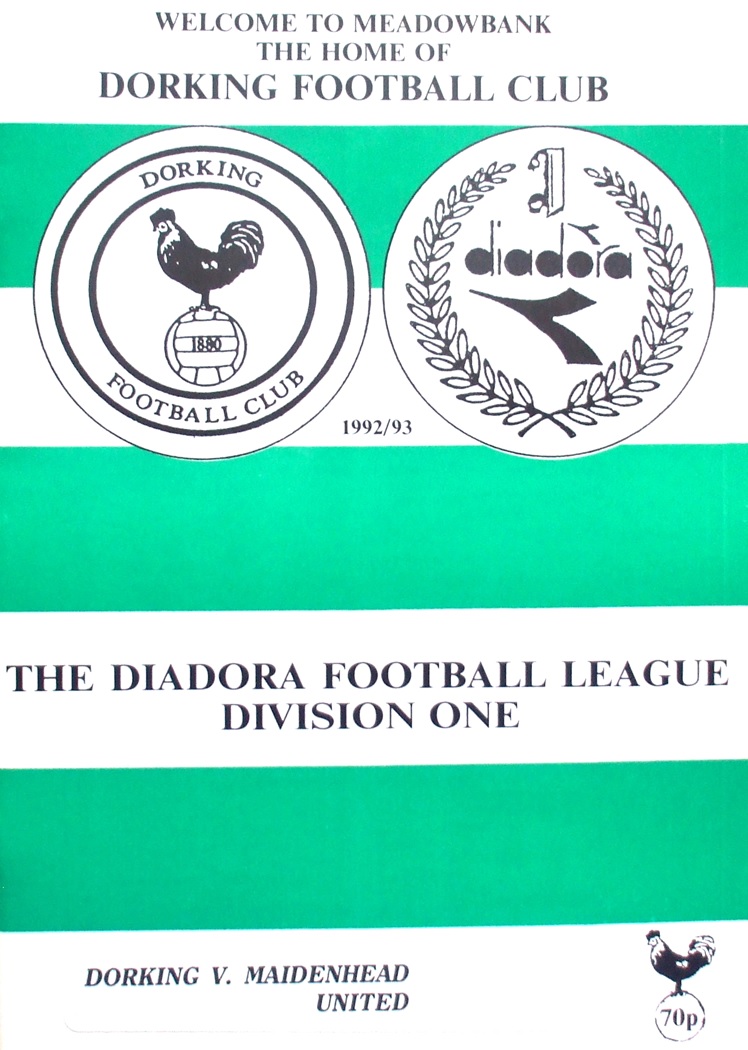 WELCOME TO MEADOWBANK
THE HOME OF
DORKING FOOTBALL CLUB
DORKING
1880
FOOTBALL CLUB
diadora
1992/93
THE DIADORA FOOTBALL LEAGUE
DIVISION ONE
DORKING V. MAIDENHEAD
UNITED
70p